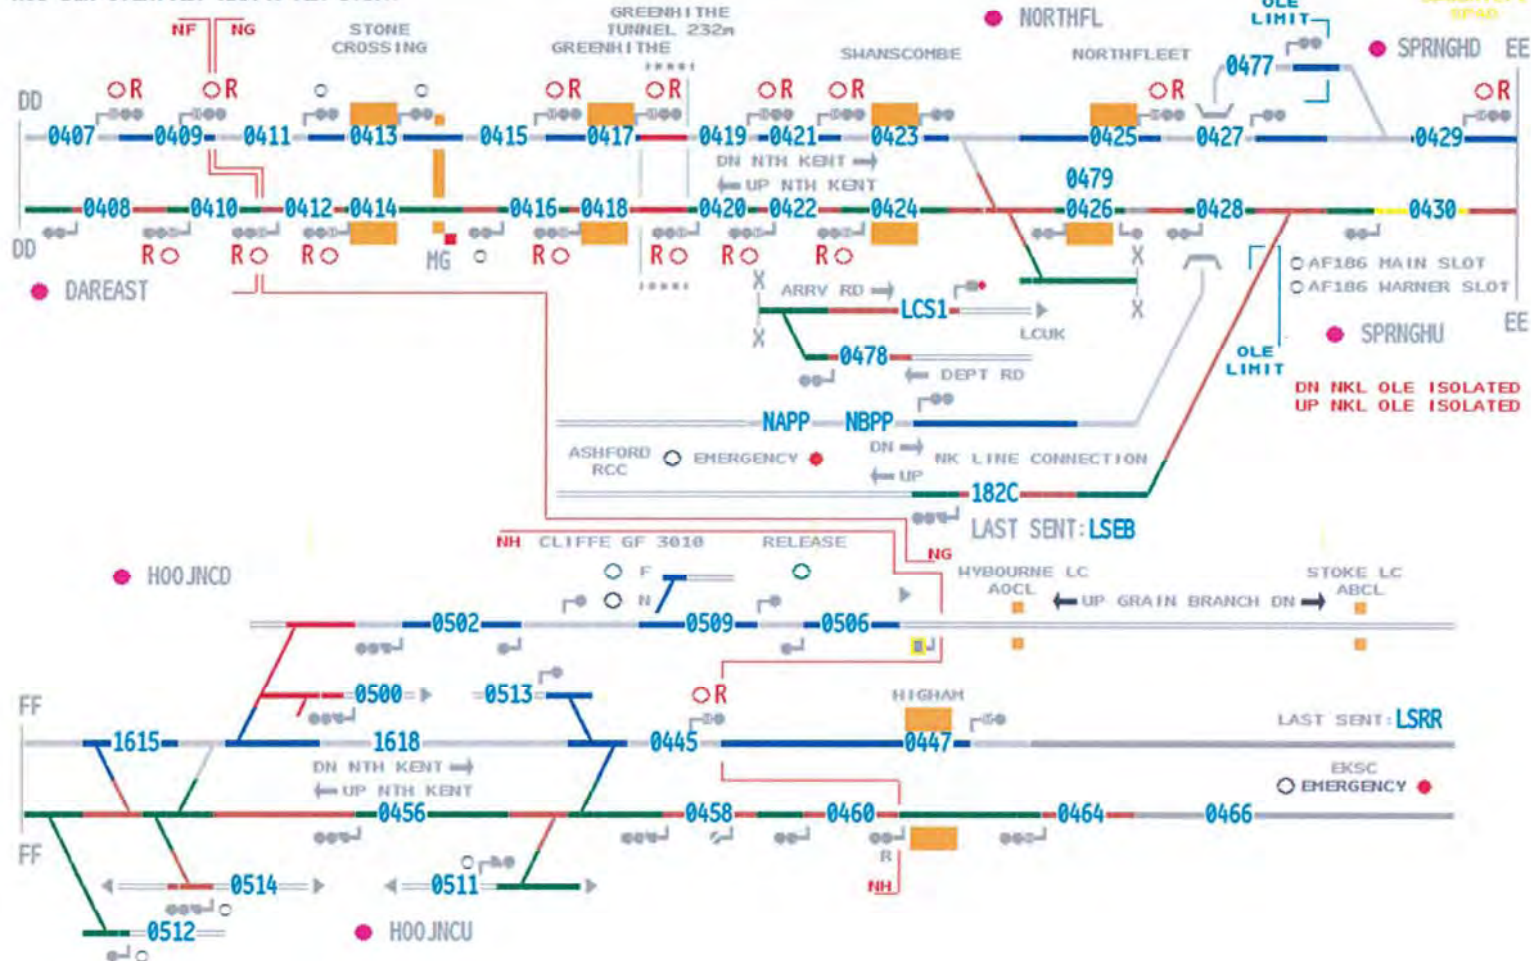 GREENHITHE
TUNNEL 232m
OLE
LIMIT
SPAD
NF NG
STONE
CROSSING
GREENHITHE
SWANSCOMBE
NORTHFL
NORTHFLEET
0477
SPRNGHD EE
DD
R R R R R R R R
0407 0409 0411 0413 0415 0417 0419 0421 0423 0425 0427 0429
DN NTH KENT
UP NTH KENT
0479
0408 0410 0412 0414 0416 0418 0420 0422 0424 0426 0428 0430
DD
R R R R R R R
MG
X X
DAREAST
ARRV RD
LCS1
LCUK
X X
AF186 MAIN SLOT
AF186 WARNER SLOT
SPRNGHU EE
0478
DEPT RD
OLE
LIMIT
DN NKL OLE ISOLATED
UP NKL OLE ISOLATED
NAPP NBPP
ASHFORD
RCC
EMERGENCY
DN
NK LINE CONNECTION
UP
182C
LAST SENT:LSEB
NH CLIFFE GF 3010 RELEASE
NG
HOOJNCD
F
N
WYBOURNE LC
AOCL
UP GRAIN BRANCH DN
STOKE LC
ABCL
0502 0509 0506
0500 0513
R
HIGHAM
FF
1615 1618 0445 0447
LAST SENT:LSRR
DN NTH KENT
UP NTH KENT
EKSC
EMERGENCY
0456 0458 0460 0464 0466
FF
R
0514 0511
NH
0512
HOOJNCU